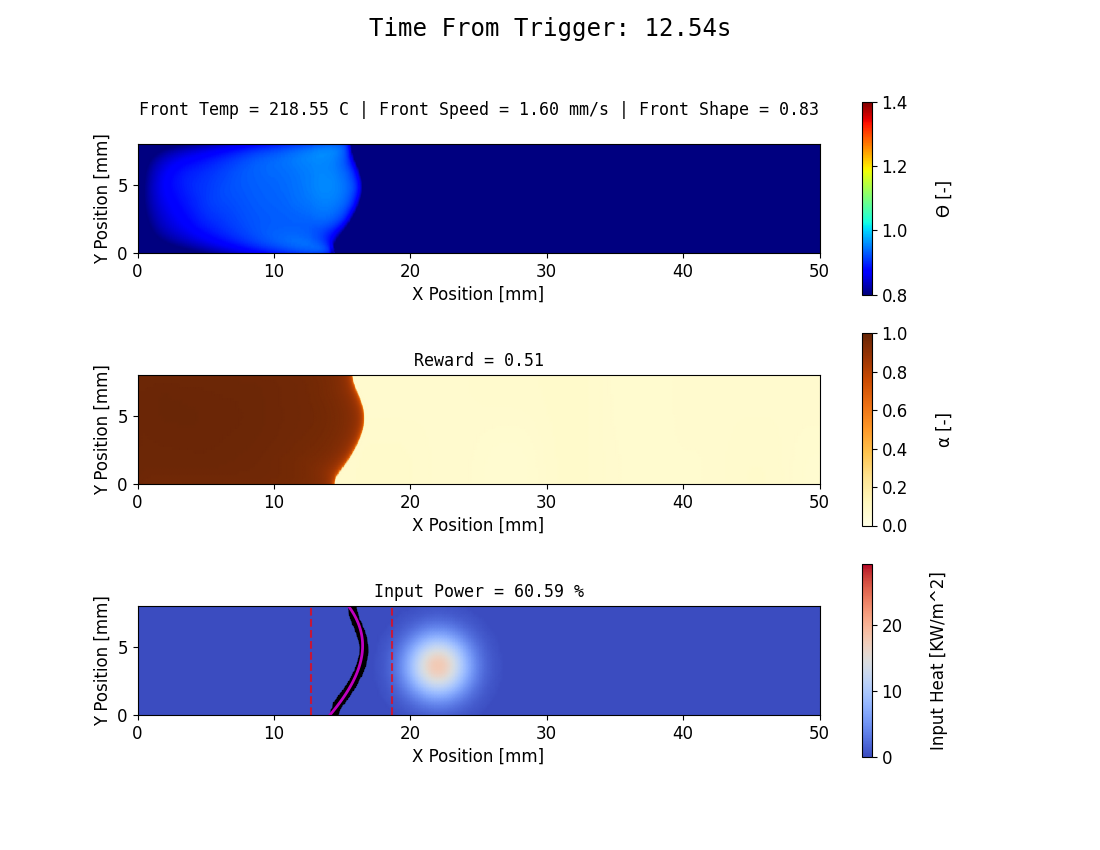 Time From Trigger: 12.54s
Front Temp = 218.55 C | Front Speed = 1.60 mm/s | Front Shape = 0.83
Y Position [mm]
5
0
0 10 20 30 40 50
X Position [mm]
1.4
1.2
1.0
0.8
Θ [-]
Reward = 0.51
Y Position [mm]
5
0
0 10 20 30 40 50
X Position [mm]
1.0
0.8
0.6
0.4
0.2
0.0
α [-]
Input Power = 60.59 %
Y Position [mm]
5
0
0 10 20 30 40 50
X Position [mm]
20
10
0
Input Heat [KW/m^2]